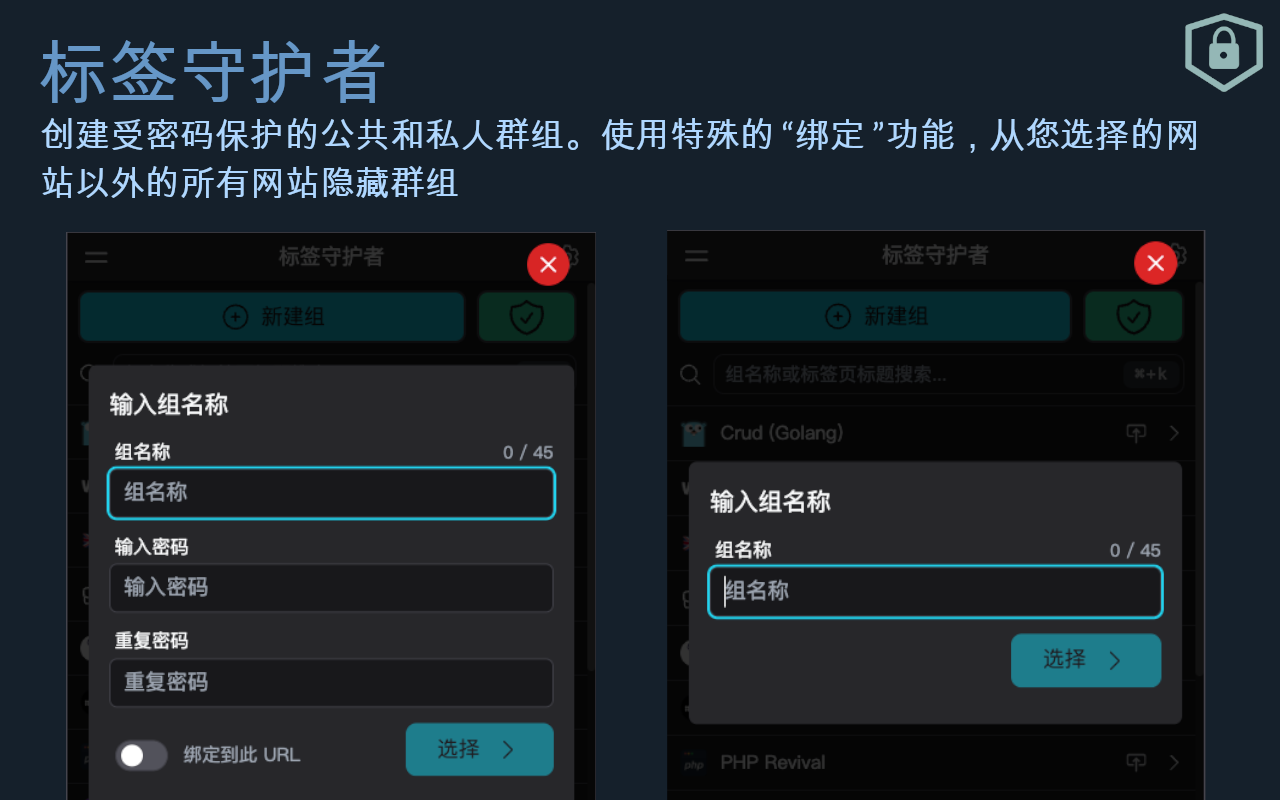 标签守护者
创建受密码保护的公共和私人群组。使用特殊的 “绑定 ”功能 , 从您选择的网
站以外的所有网站隐藏群组
标签守护者
新建组
输入组名称
组名称 0 / 45
组名称
输入密码
输入密码
重复密码
重复密码
绑定到此 URL
选择
标签守护者
新建组
组名称或标签页标题搜索...
⌘+k
Crud (Golang)
输入组名称
组名称 0 / 45
组名称
选择
php
PHP Revival